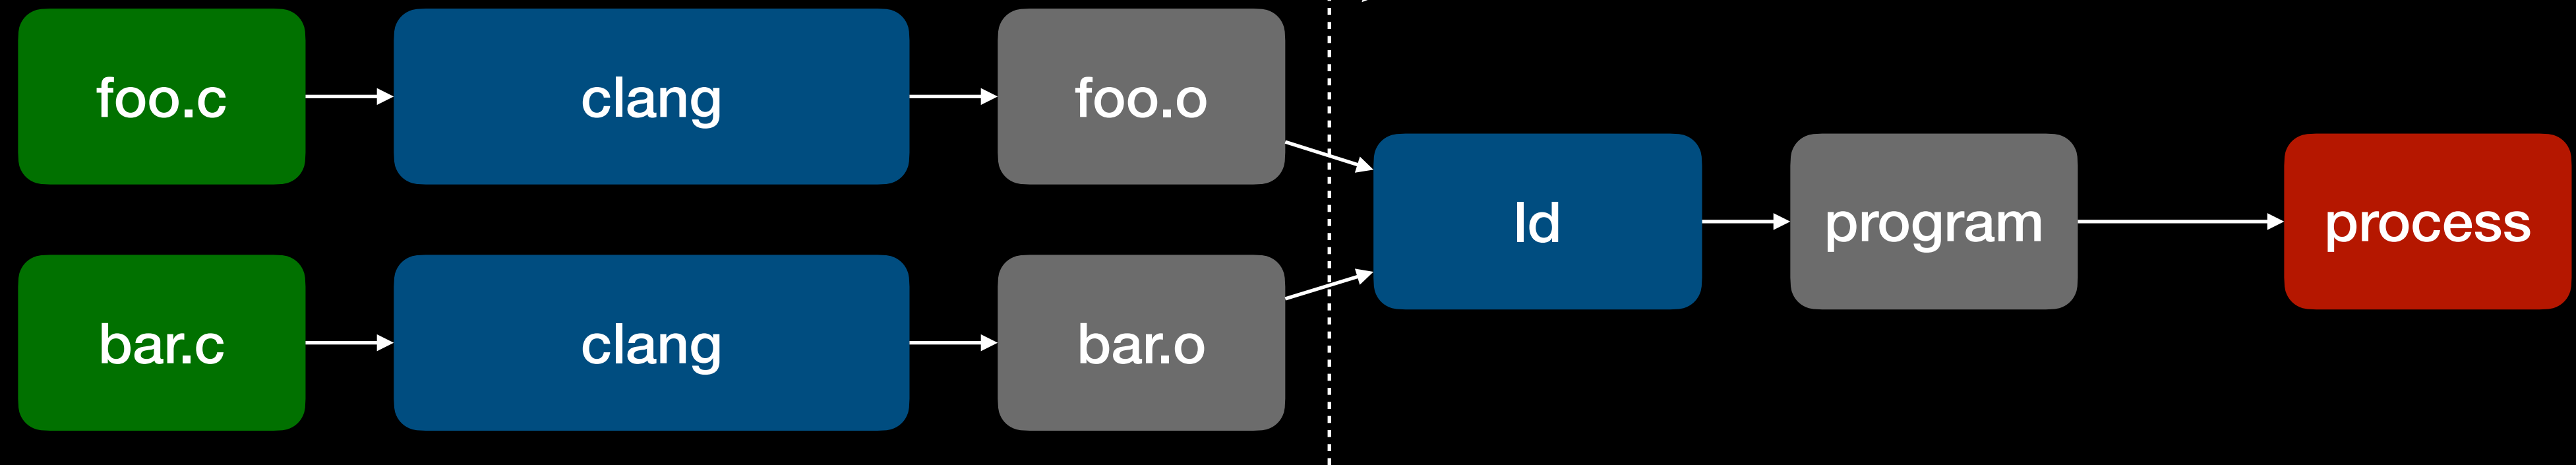 foo.c
clang
foo.o
ld
program
process
bar.c
clang
bar.o